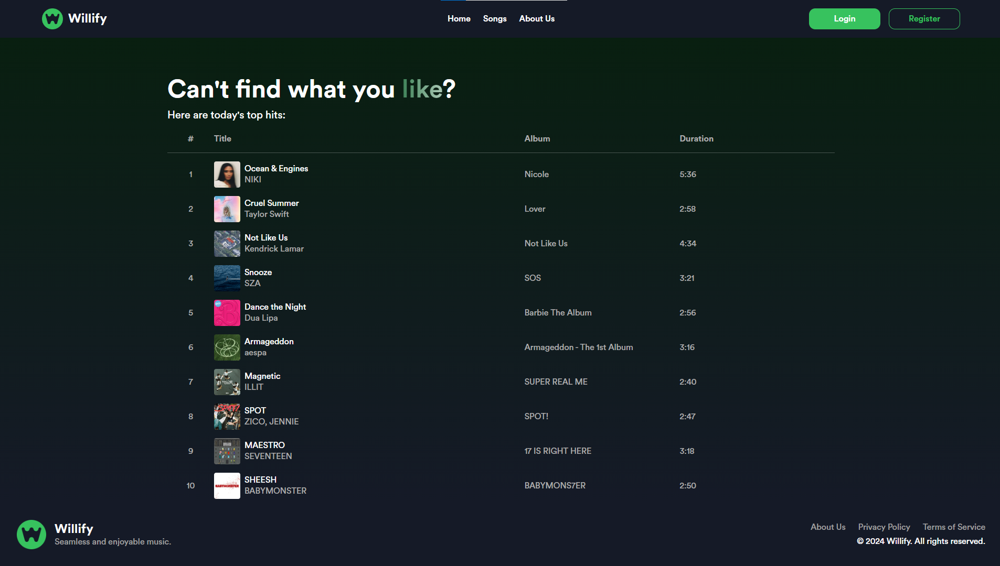 Willify
Home Songs About Us
Login Register
Can't find what you like?
Here are today's top hits:
# Title Album Duration
1 Ocean & Engines Nicole 5:36
NIKI
2 Cruel Summer Lover 2:58
Taylor Swift
3 Not Like Us Not Like Us 4:34
Kendrick Lamar
4 Snooze SOS 3:21
SZA
5 Dance the Night Barbie The Album 2:56
Dua Lipa
6 Armageddon Armageddon - The 1st Album 3:16
aespa
7 Magnetic SUPER REAL ME 2:40
ILLIT
8 SPOT SPOT! 2:47
ZICO, JENNIE
9 MAESTRO 17 IS RIGHT HERE 3:18
SEVENTEEN
10 SHEESH BABYMONS7ER 2:50
BABYMONSTER
Willify
Seamless and enjoyable music.
About Us Privacy Policy Terms of Service
© 2024 Willify. All rights reserved.